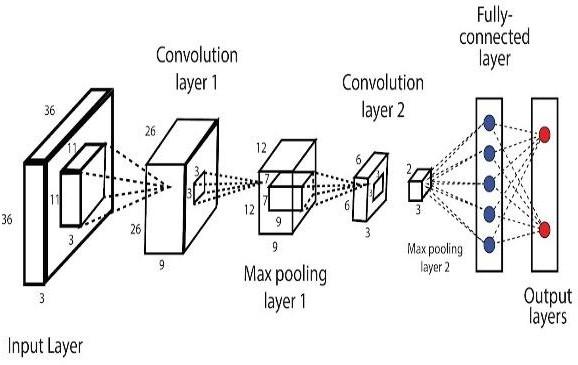 Fully-
connected
layer
Convolution
layer 1
Convolution
layer 2
36
11
36
11
3
3
26
3
3
26
9
12
7
7
12
9
9
6
6
3
2
3
Max pooling
layer 2
Max pooling
layer 1
Output
layers
Input Layer